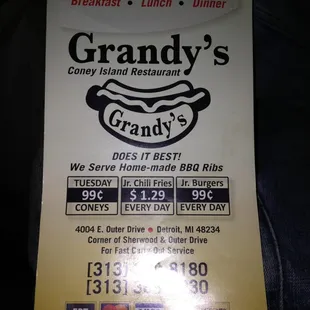 Breakfast • Lunch • Dinner
Grandy's
Coney Island Restaurant
Grandy's
DOES IT BEST!
We Serve Home-made BBQ Ribs
TUESDAY 99¢ CONEYS
Jr. Chili Fries $1.29 EVERY DAY
Jr. Burgers 99¢ EVERY DAY
4004 E. Outer Drive • Detroit, MI 48234
Corner of Sherwood & Outer Drive
For Fast Carry Out Service
[313] 8180
[313]